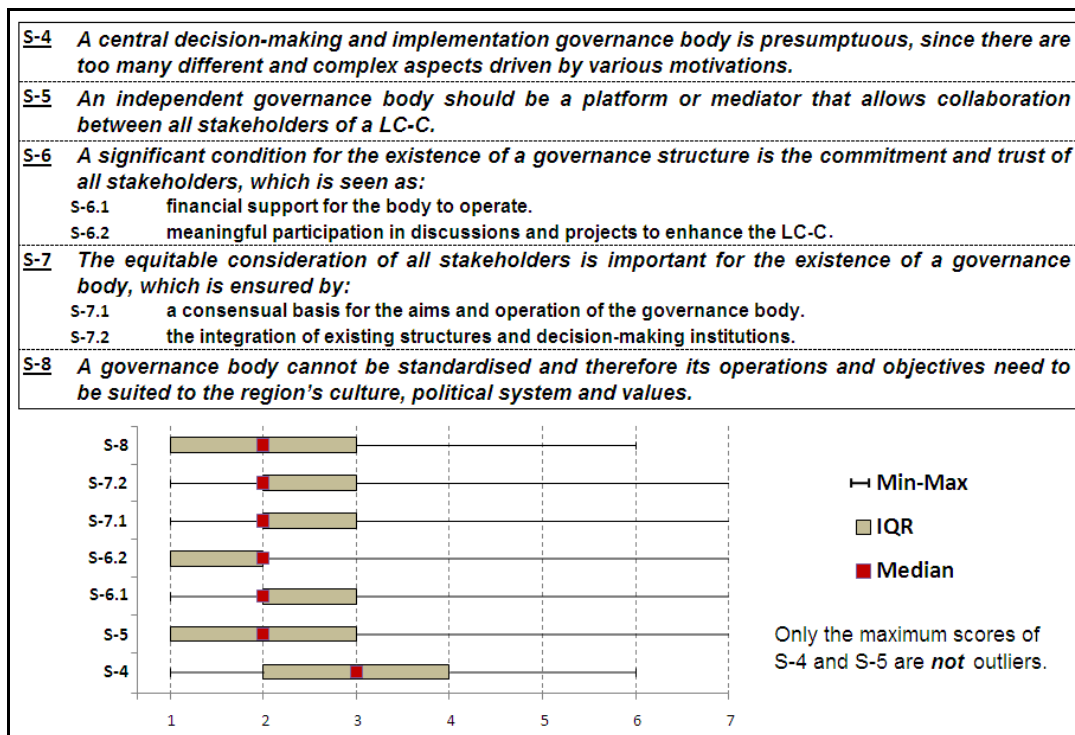 S-4 A central decision-making and implementation governance body is presumptuous, since there are
too many different and complex aspects driven by various motivations.
S-5 An independent governance body should be a platform or mediator that allows collaboration
between all stakeholders of a LC-C.
S-6 A significant condition for the existence of a governance structure is the commitment and trust of
all stakeholders, which is seen as:
S-6.1 financial support for the body to operate.
S-6.2 meaningful participation in discussions and projects to enhance the LC-C.
S-7 The equitable consideration of all stakeholders is important for the existence of a governance
body, which is ensured by:
S-7.1 a consensual basis for the aims and operation of the governance body.
S-7.2 the integration of existing structures and decision-making institutions.
S-8 A governance body cannot be standardised and therefore its operations and objectives need to
be suited to the region's culture, political system and values.
S-8
S-7.2
S-7.1
S-6.2
S-6.1
S-5
S-4
1 2 3 4 5 6 7
Min-Max
IQR
Median
Only the maximum scores of
S-4 and S-5 are not outliers.